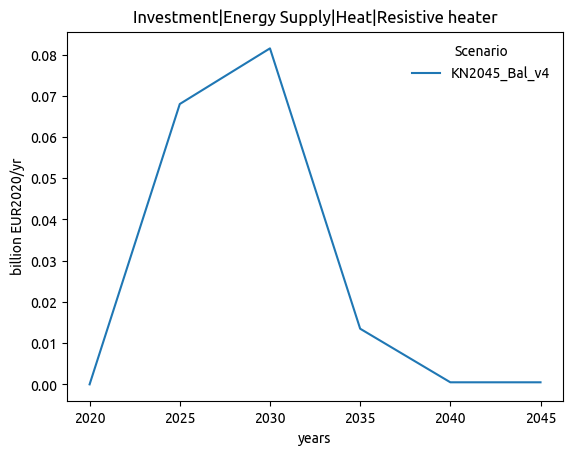 Investment|Energy Supply|Heat|Resistive heater
Scenario
KN2045_Bal_v4
billion EUR2020/yr
0.08
0.07
0.06
0.05
0.04
0.03
0.02
0.01
0.00
2020 2025 2030 2035 2040 2045
years